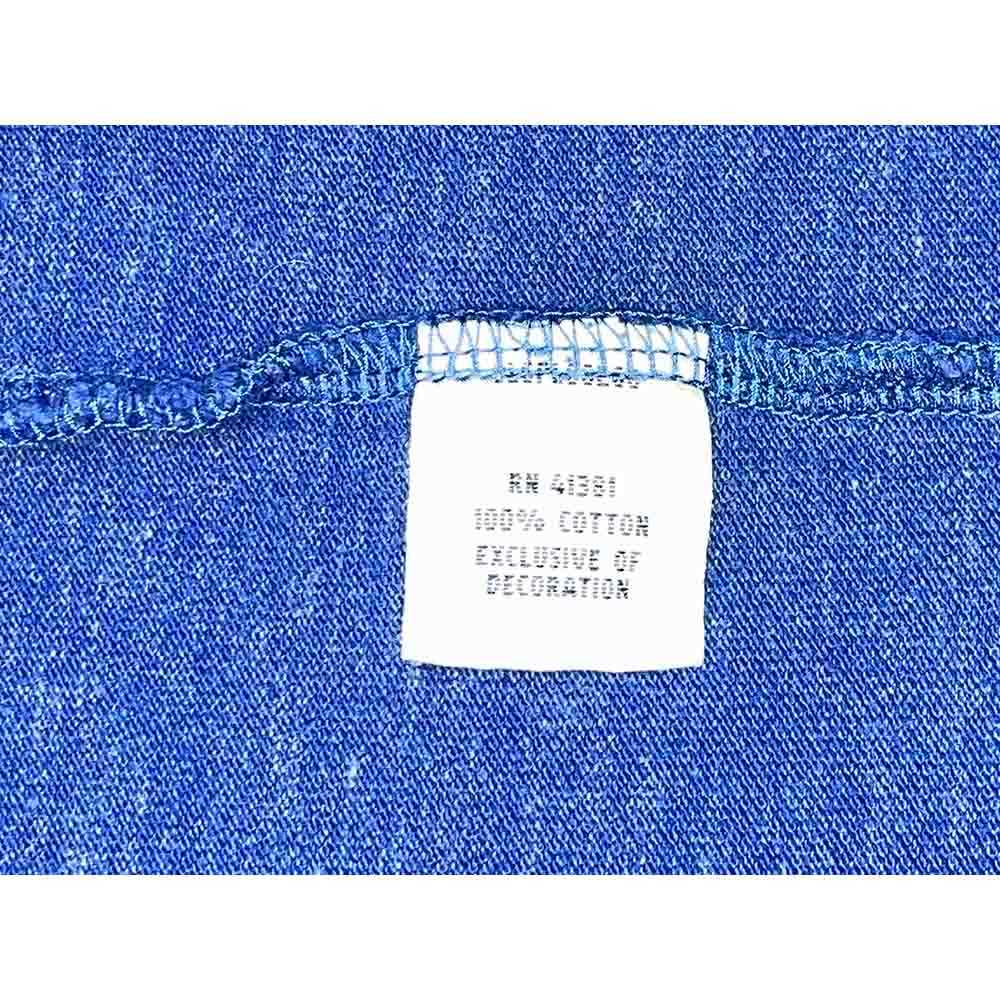 RN 41381
100% COTTON
EXCLUSIVE OF
DECORATION